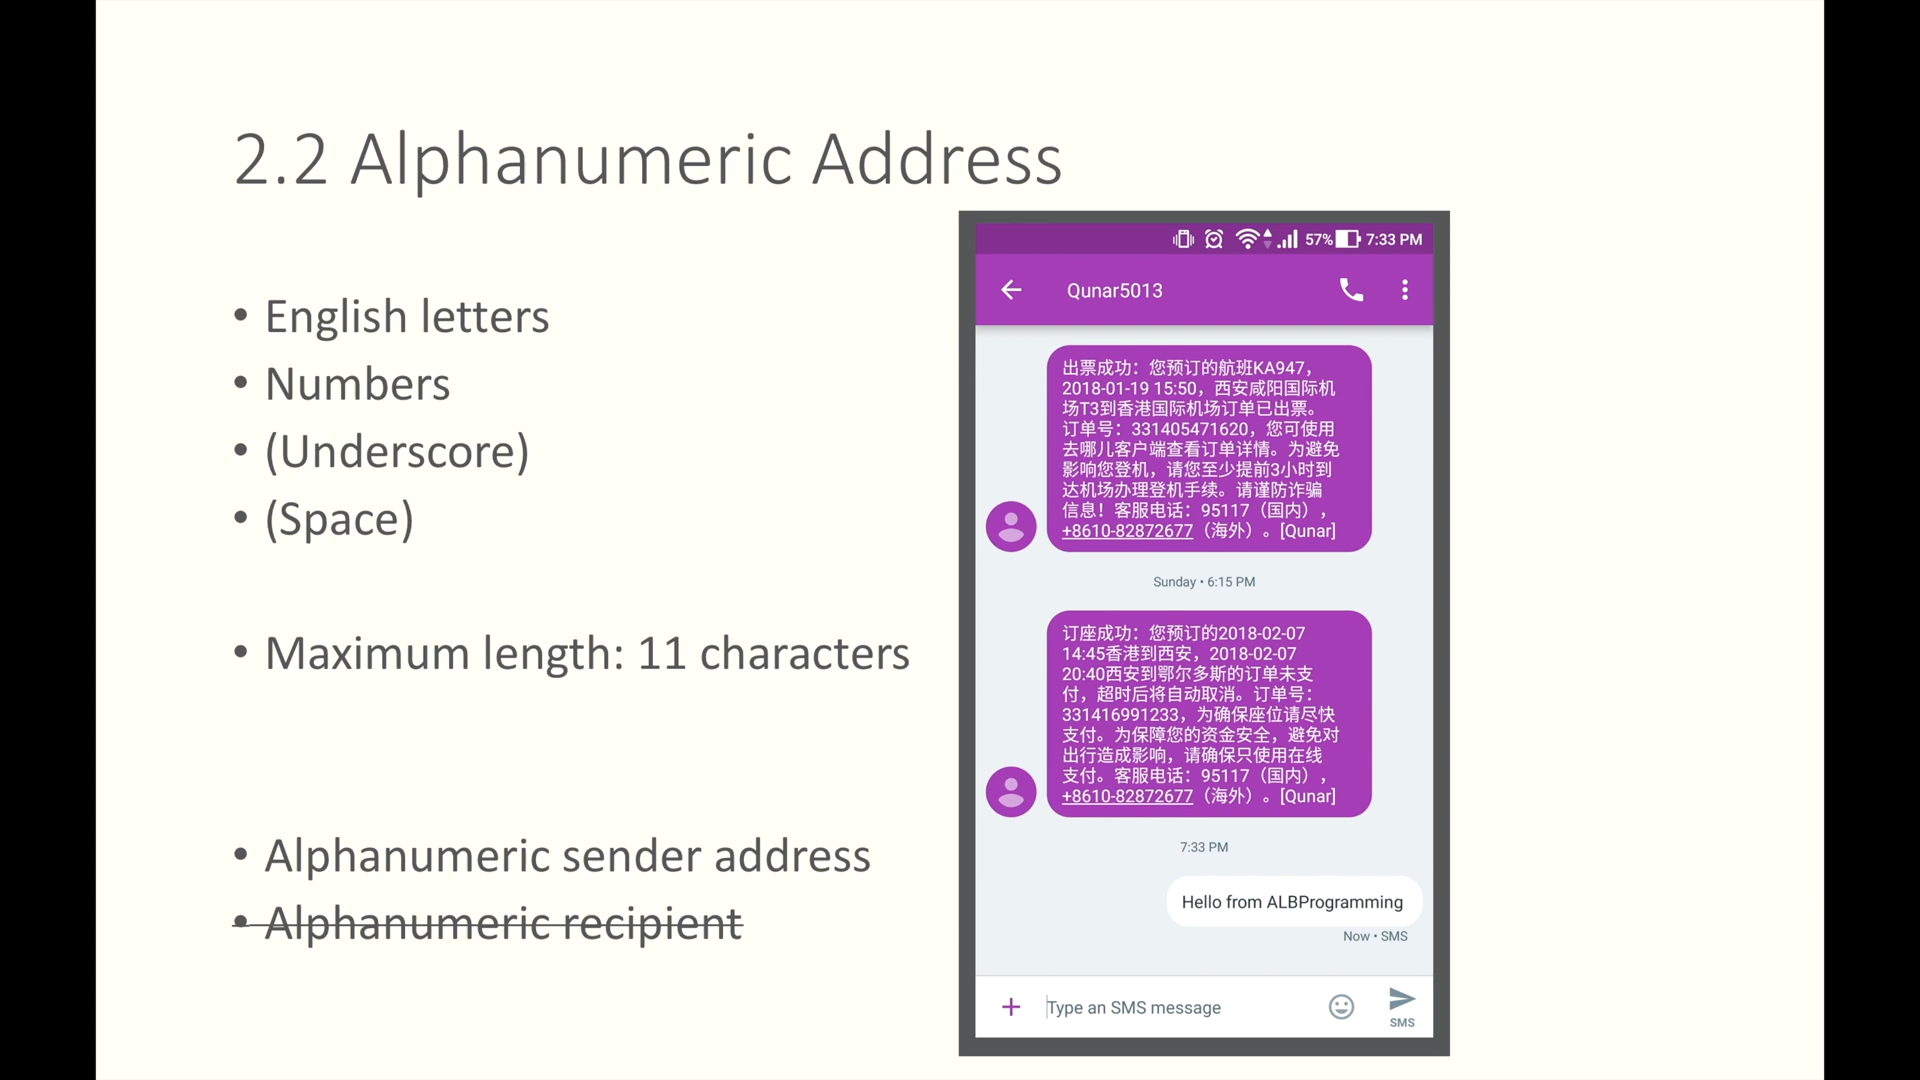 2.2 Alphanumeric Address
• English letters
• Numbers
• (Underscore)
• (Space)
• Maximum length: 11 characters
• Alphanumeric sender address
• Alphanumeric recipient
57% 7:33 PM
Qunar5013
出票成功：您预订的航班KA947，
2018-01-19 15:50，西安咸阳国际机
场T3到香港国际机场订单已出票。
订单号：331405471620，您可使用
去哪儿客户端查看订单详情。为避免
影响您登机，请您至少提前3小时到
达机场办理登机手续。请谨防诈骗
信息！客服电话：95117（国内），
+8610-82872677（海外）。[Qunar]
Sunday • 6:15 PM
订座成功：您预订的2018-02-07
14:45香港到西安，2018-02-07
20:40西安到鄂尔多斯的订单未支
付，超时后将自动取消。订单号：
331416991233，为确保座位请尽快
支付。为保障您的资金安全，避免对
出行造成影响，请确保只使用在线
支付。客服电话：95117（国内），
+8610-82872677（海外）。[Qunar]
7:33 PM
Hello from ALBProgramming
Now • SMS
Type an SMS message
SMS